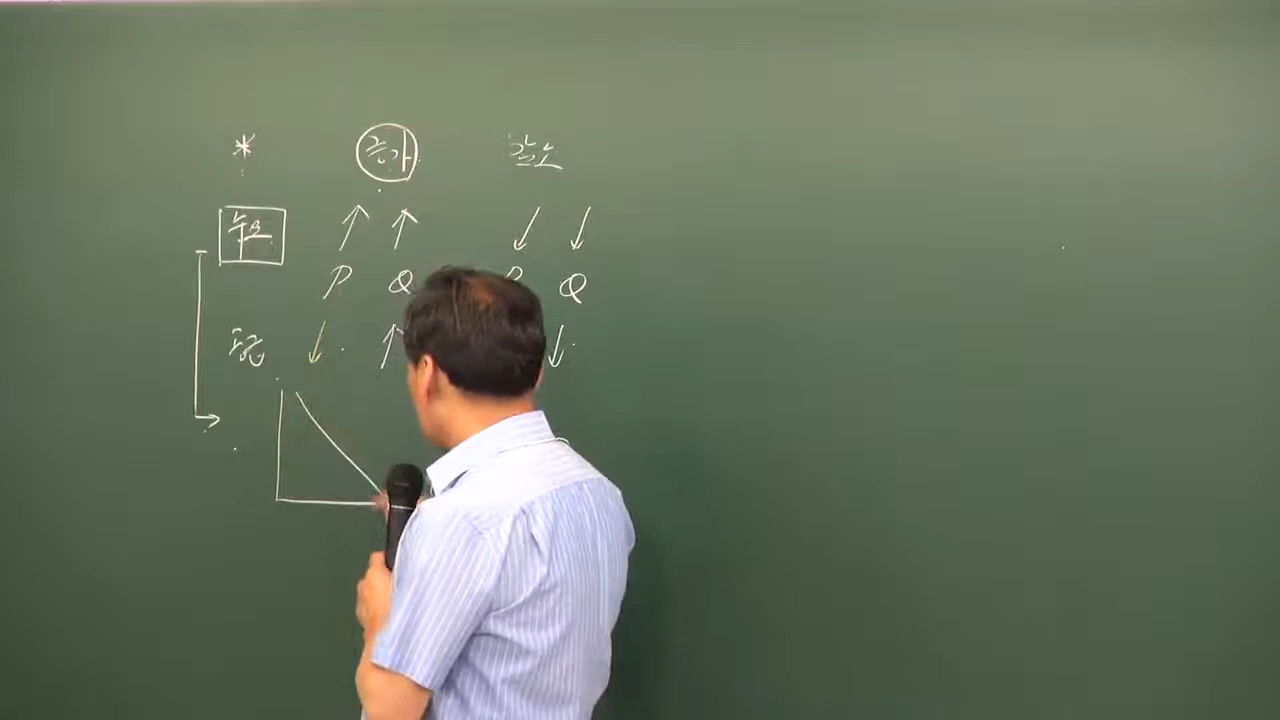 * 증가 감소
수요 ↑ ↑ ↓ ↓
P Q P Q
공급 ↓ ↑ ↓